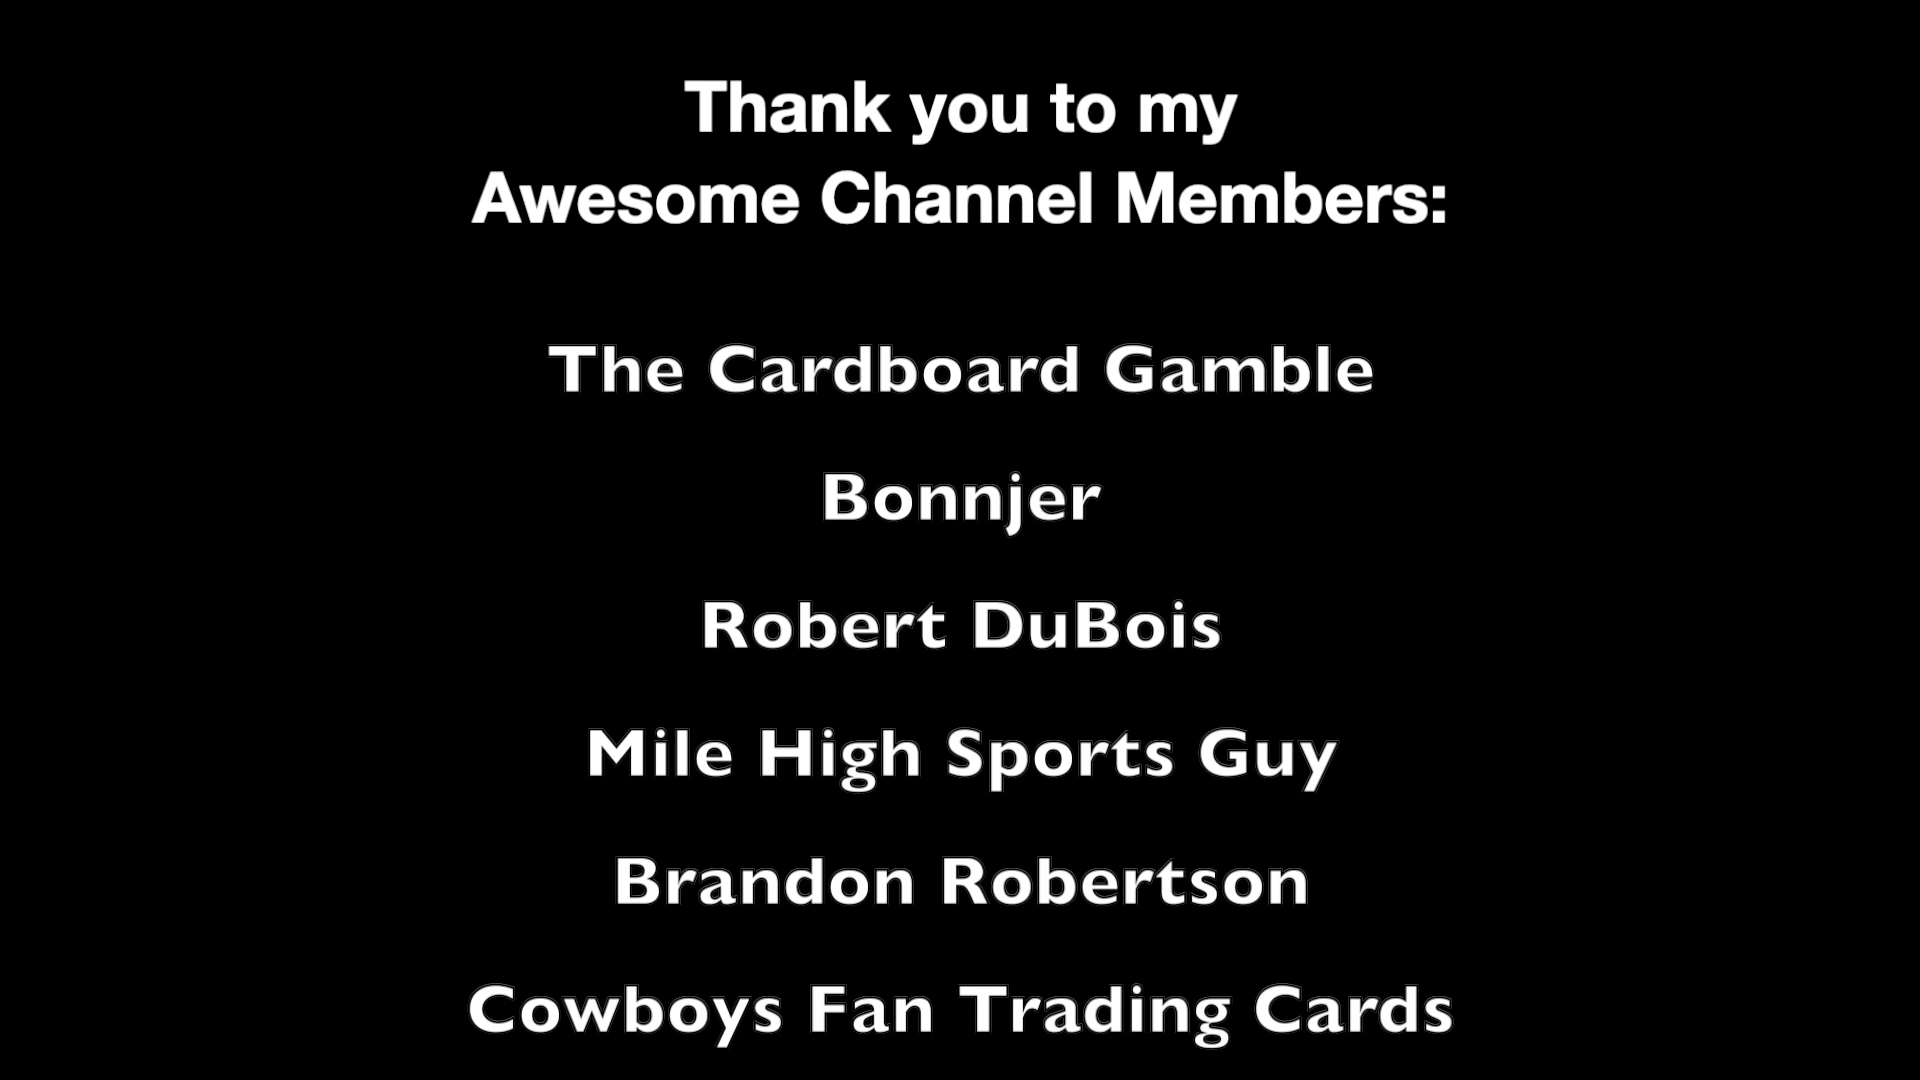 Thank you to my
Awesome Channel Members:
The Cardboard Gamble
Bonnjer
Robert DuBois
Mile High Sports Guy
Brandon Robertson
Cowboys Fan Trading Cards